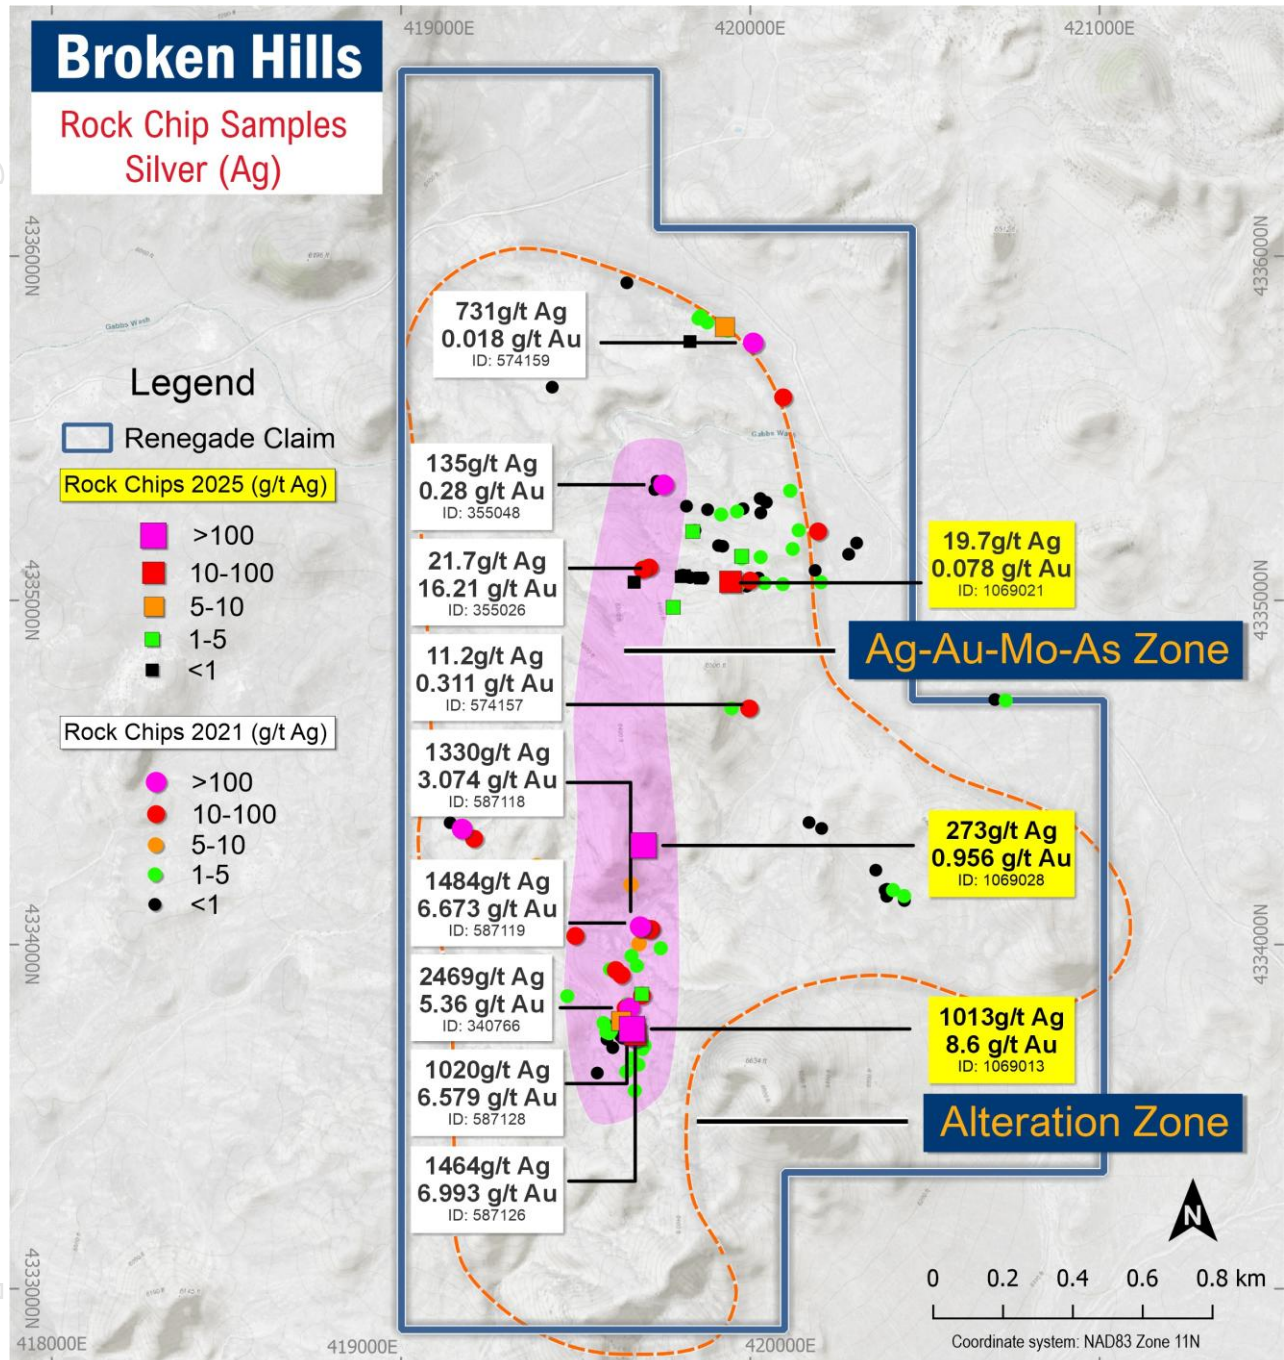 419000E
420000E
421000E
Broken Hills
Rock Chip Samples
Silver (Ag)
4336000N
4336000N
Gabbs Wash
731g/t Ag
0.018 g/t Au
ID: 574159
Legend
Renegade Claim
Rock Chips 2025 (g/t Ag)
>100
10-100
5-10
1-5
<1
Rock Chips 2021 (g/t Ag)
>100
10-100
5-10
1-5
<1
Gabbs Wash
135g/t Ag
0.28 g/t Au
ID: 355048
21.7g/t Ag
16.21 g/t Au
ID: 355026
19.7g/t Ag
0.078 g/t Au
ID: 1069021
4335000N
4335000N
Ag-Au-Mo-As Zone
11.2g/t Ag
0.311 g/t Au
ID: 574157
1330g/t Ag
3.074 g/t Au
ID: 587118
273g/t Ag
0.956 g/t Au
ID: 1069028
1484g/t Ag
6.673 g/t Au
ID: 587119
4334000N
4334000N
2469g/t Ag
5.36 g/t Au
ID: 340766
1013g/t Ag
8.6 g/t Au
ID: 1069013
1020g/t Ag
6.579 g/t Au
ID: 587128
Alteration Zone
1464g/t Ag
6.993 g/t Au
ID: 587126
N
4333000N
4333000N
0 0.2 0.4 0.6 0.8 km
Coordinate system: NAD83 Zone 11N
418000E
419000E
420000E